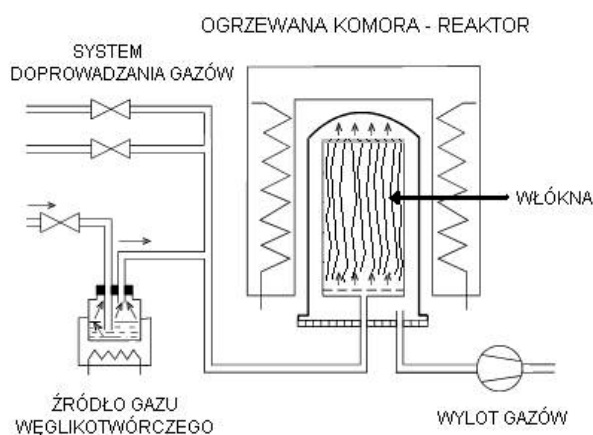 OGRZEWANA KOMORA - REAKTOR
SYSTEM
DOPROWADZANIA GAZÓW
WŁÓKNA
ŹRÓDŁO GAZU
WĘGLIKOTWÓRCZEGO
WYLOT GAZÓW